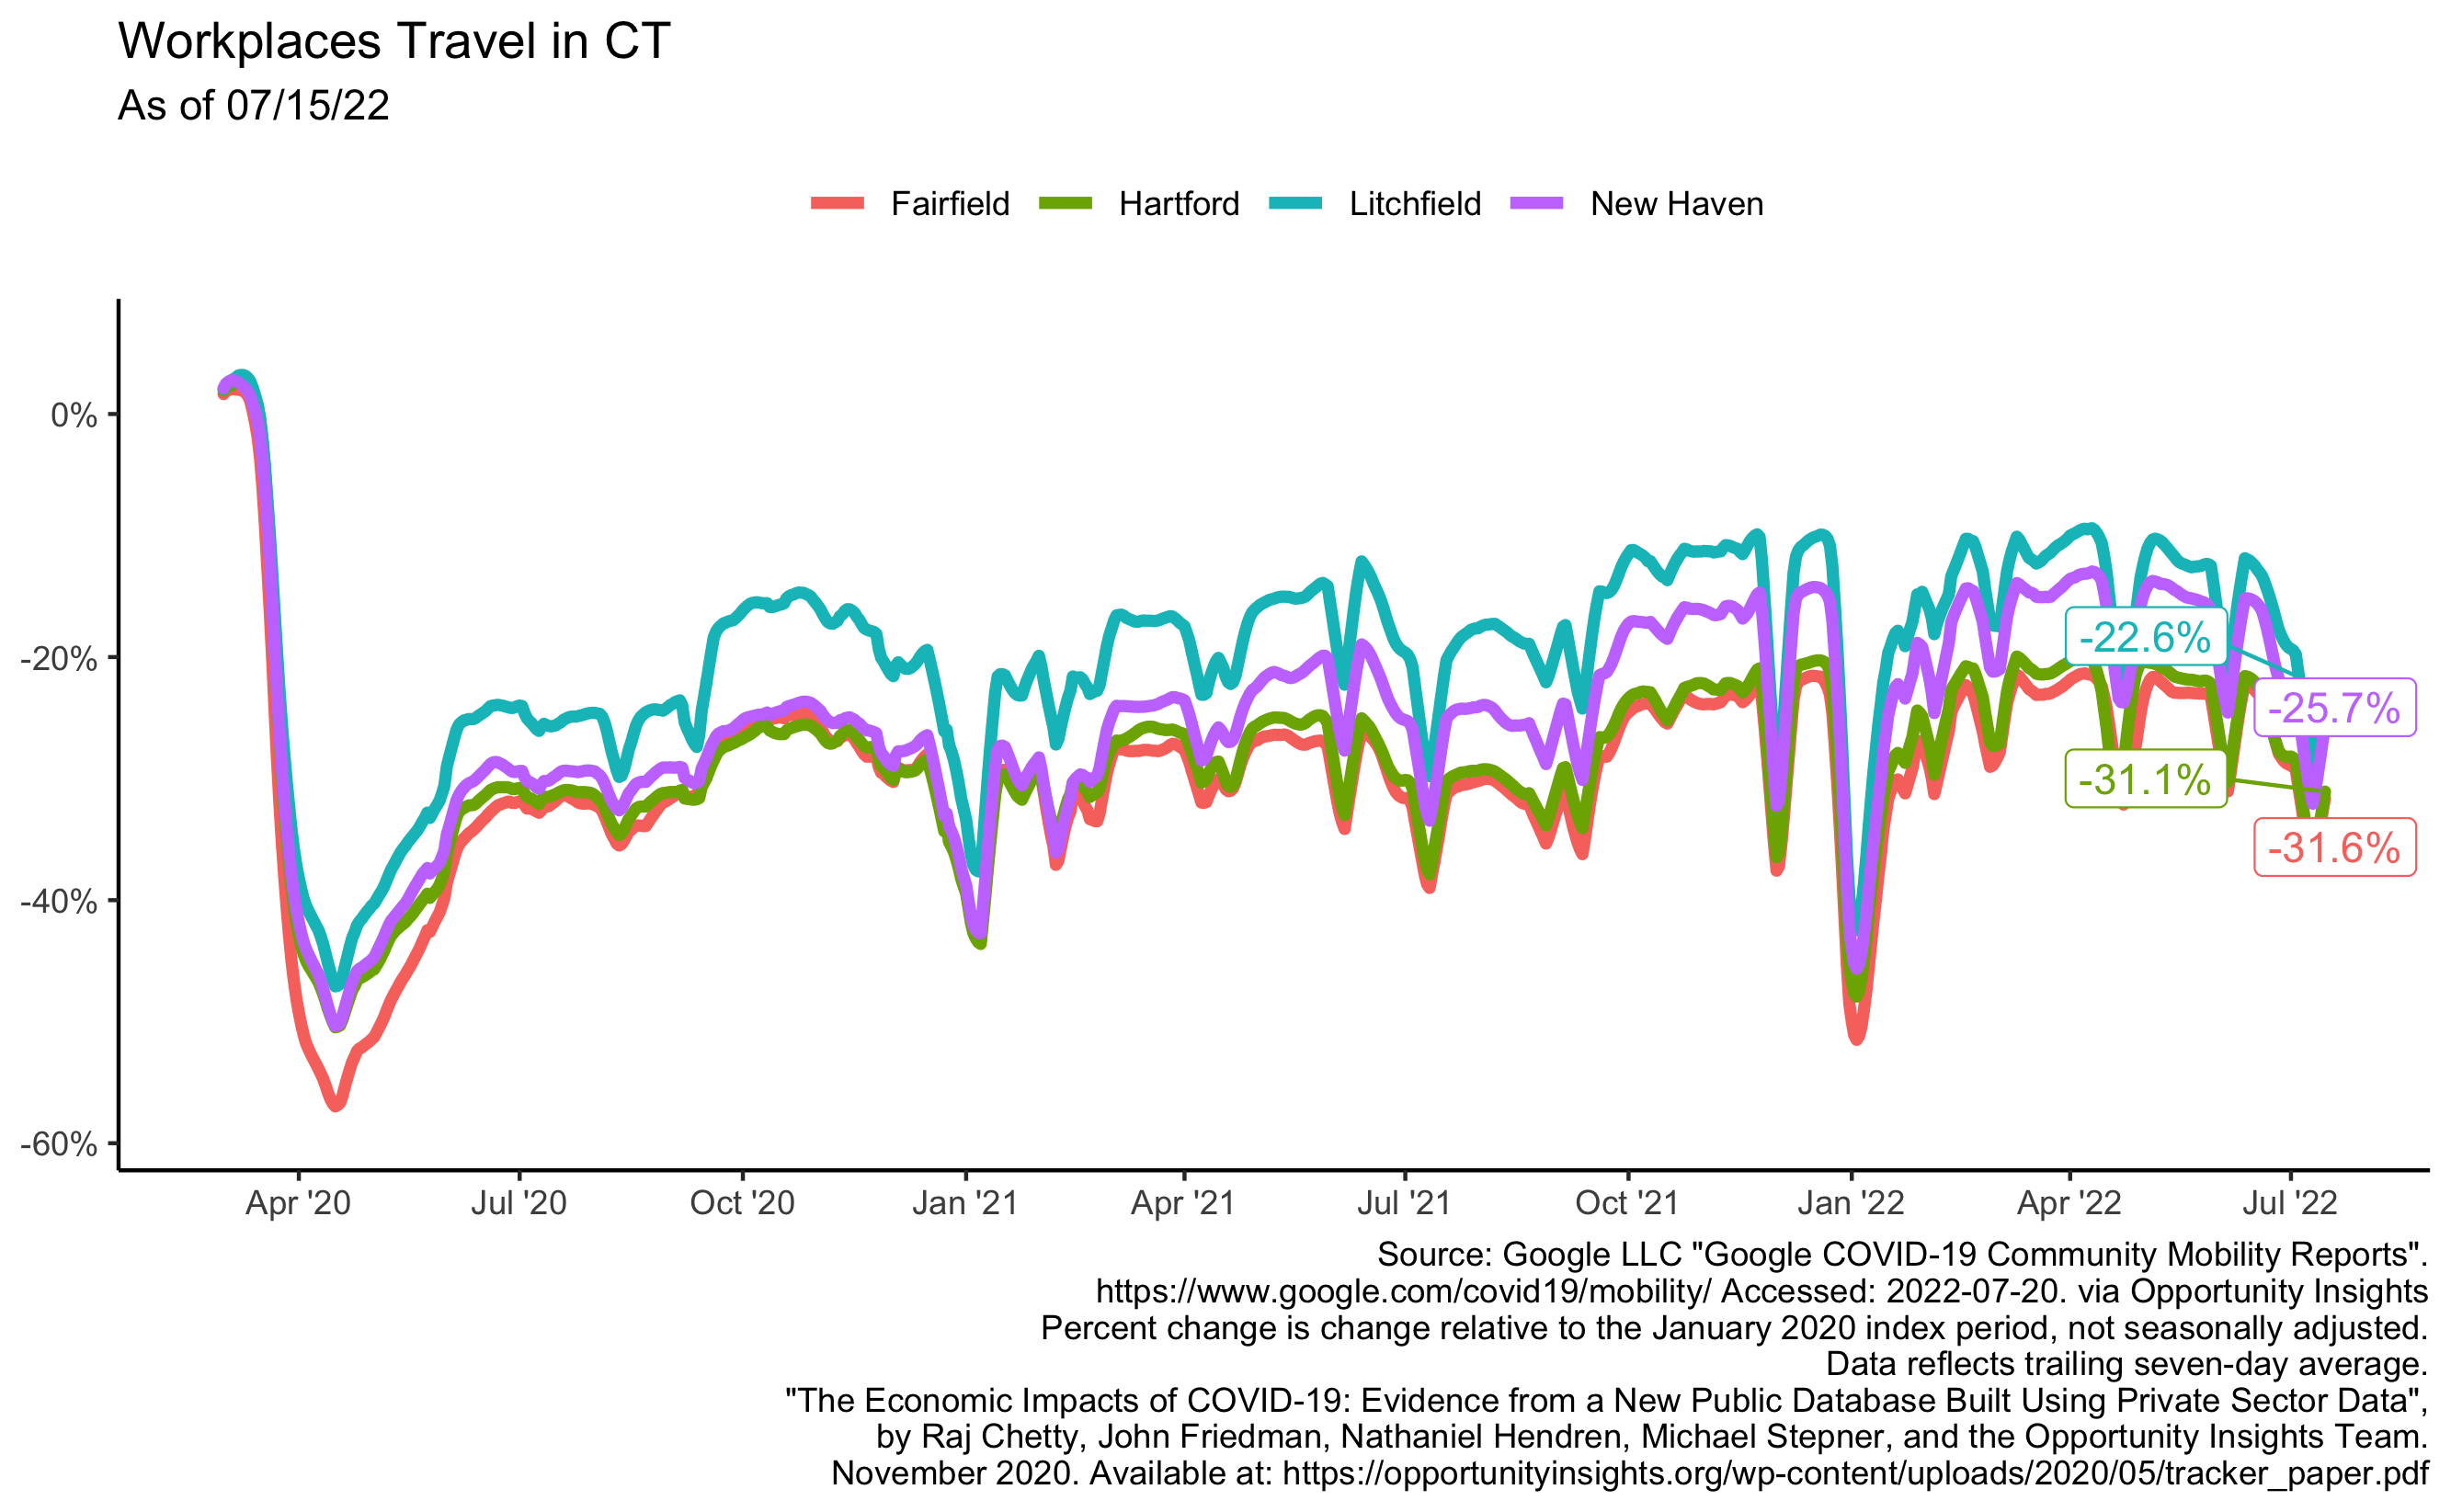 Workplaces Travel in CT
As of 07/15/22
Fairfield Hartford Litchfield New Haven
0%
-20%
-40%
-60%
-22.6%
-25.7%
-31.1%
-31.6%
Apr '20 Jul '20 Oct '20 Jan '21 Apr '21 Jul '21 Oct '21 Jan '22 Apr '22 Jul '22
Source: Google LLC "Google COVID-19 Community Mobility Reports".
https://www.google.com/covid19/mobility/ Accessed: 2022-07-20. via Opportunity Insights
Percent change is change relative to the January 2020 index period, not seasonally adjusted.
Data reflects trailing seven-day average.
"The Economic Impacts of COVID-19: Evidence from a New Public Database Built Using Private Sector Data",
by Raj Chetty, John Friedman, Nathaniel Hendren, Michael Stepner, and the Opportunity Insights Team.
November 2020. Available at: https://opportunityinsights.org/wp-content/uploads/2020/05/tracker_paper.pdf